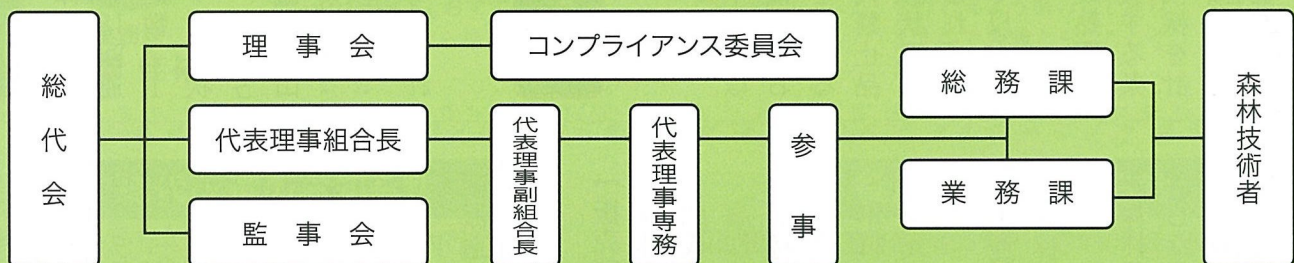 総代会
理事会
コンプライアンス委員会
代表理事組合長
監事会
代表理事副組合長
代表理事専務
参事
総務課
業務課
森林技術者